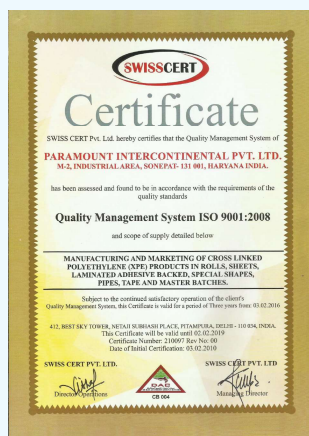 SWISSCERT
Certificate
SWISS CERT Pvt. Ltd. hereby certifies that the Quality Management System of
PARAMOUNT INTERCONTINENTAL PVT. LTD.
M-2, INDUSTRIAL AREA, SONEPAT- 131 001, HARYANA INDIA.
has been assessed and found to be in accordance with the requirements of the
quality standards
Quality Management System ISO 9001:2008
and scope of supply detailed below
MANUFACTURING AND MARKETING OF CROSS LINKED
POLYETHYLENE (XPE) PRODUCTS IN ROLLS, SHEETS,
LAMINATED ADHESIVE BACKED, SPECIAL SHAPES,
PIPES, TAPE AND MASTER BATCHES.
Subject to the continued satisfactory operation of the client's
Quality Management System, this Certificate is valid for a period of Three years from: 03.02.2016
412, BEST SKY TOWER, NETAJI SUBHASH PLACE, PITAMPURA, DELHI - 110 034, INDIA.
This Certificate will be valid until 02.02.2019
Certificate Number: 210097 Rev No: 00
Date of Initial Certification: 03.02.2010
SWISS CERT PVT. LTD.
SWISS CERT PVT. LTD
Director Operations
DAC
CB 004
Managing Director